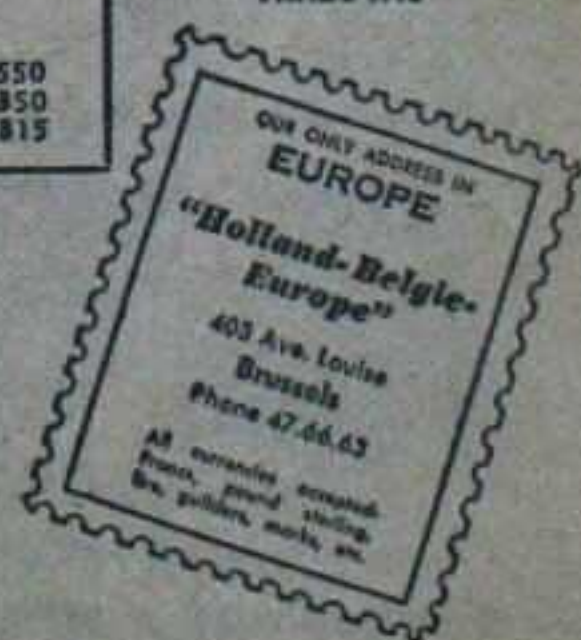 550
350
815
OUR ONLY ADDRESS IN
EUROPE
“Holland-Belgie-
Europe”
403 Ave. Louise
Brussels
Phone 47.66.63
All currencies accepted:
Francs, pound sterling,
lire, guilders, marks, etc.